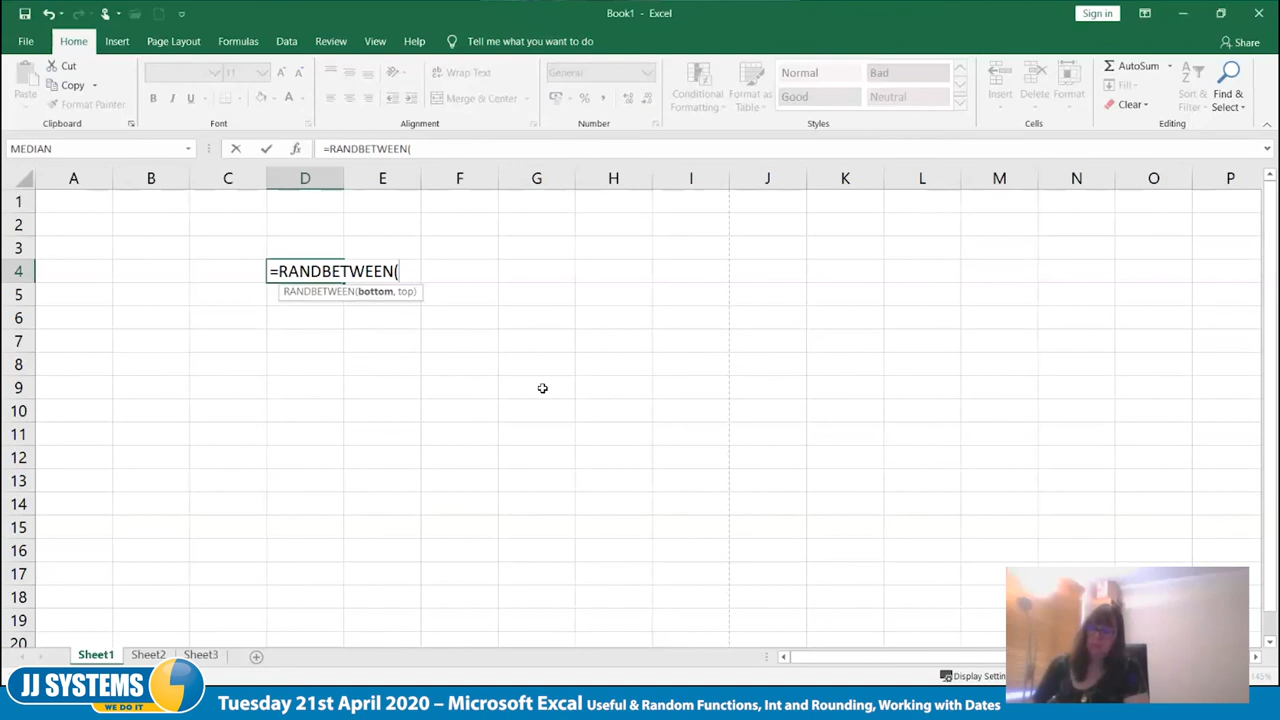 Book1 - Excel
Sign in
File Home Insert Page Layout Formulas Data Review View Help Tell me what you want to do
Share
Paste
Cut
Copy
Format Painter
Clipboard
11
B I U
A A
Font
Wrap Text
Merge & Center
Alignment
General
Number
Conditional Formatting
Format as Table
Normal Bad
Good Neutral
Styles
Insert Delete Format
Cells
AutoSum
Fill
Clear
Sort & Filter
Find & Select
Editing
MEDIAN fx =RANDBETWEEN(
A B C D E F G H I J K L M N O P
1
2
3
4 =RANDBETWEEN(
RANDBETWEEN(bottom, top)
5
6
7
8
9
10
11
12
13
14
15
16
17
18
19
20
Sheet1 Sheet2 Sheet3
Display Settin
145%
JJ SYSTEMS
WE DO IT
Tuesday 21st April 2020 – Microsoft Excal Useful & Random Functions, Int and Rounding, Working with Dates